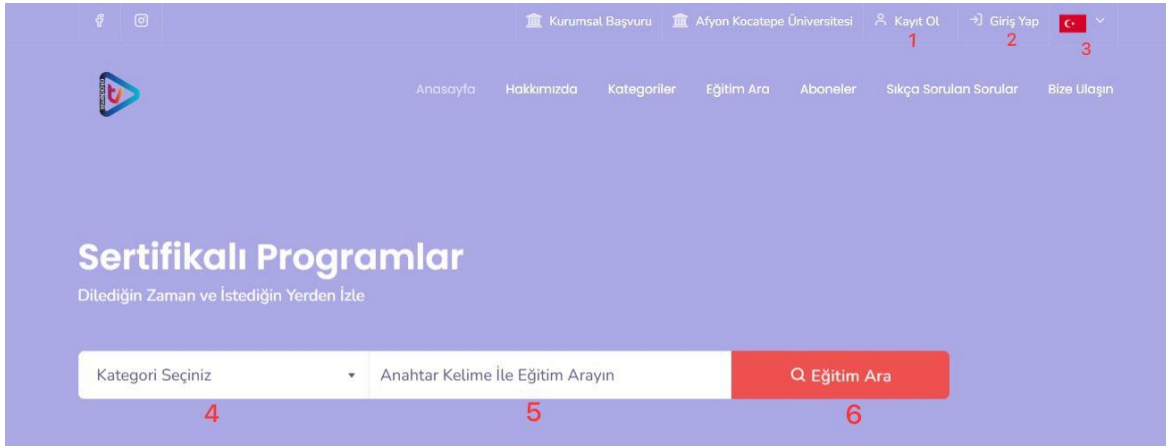 Kurumsal Başvuru Afyon Kocatepe Üniversitesi Kayıt Ol Giriş Yap
1 2 3
Anasayfa Hakkımızda Kategoriler Eğitim Ara Aboneler Sıkça Sorulan Sorular Bize Ulaşın
Sertifikalı Programlar
Dilediğin Zaman ve İstediğin Yerden İzle
Kategori Seçiniz Anahtar Kelime İle Eğitim Arayın Eğitim Ara
4 5 6